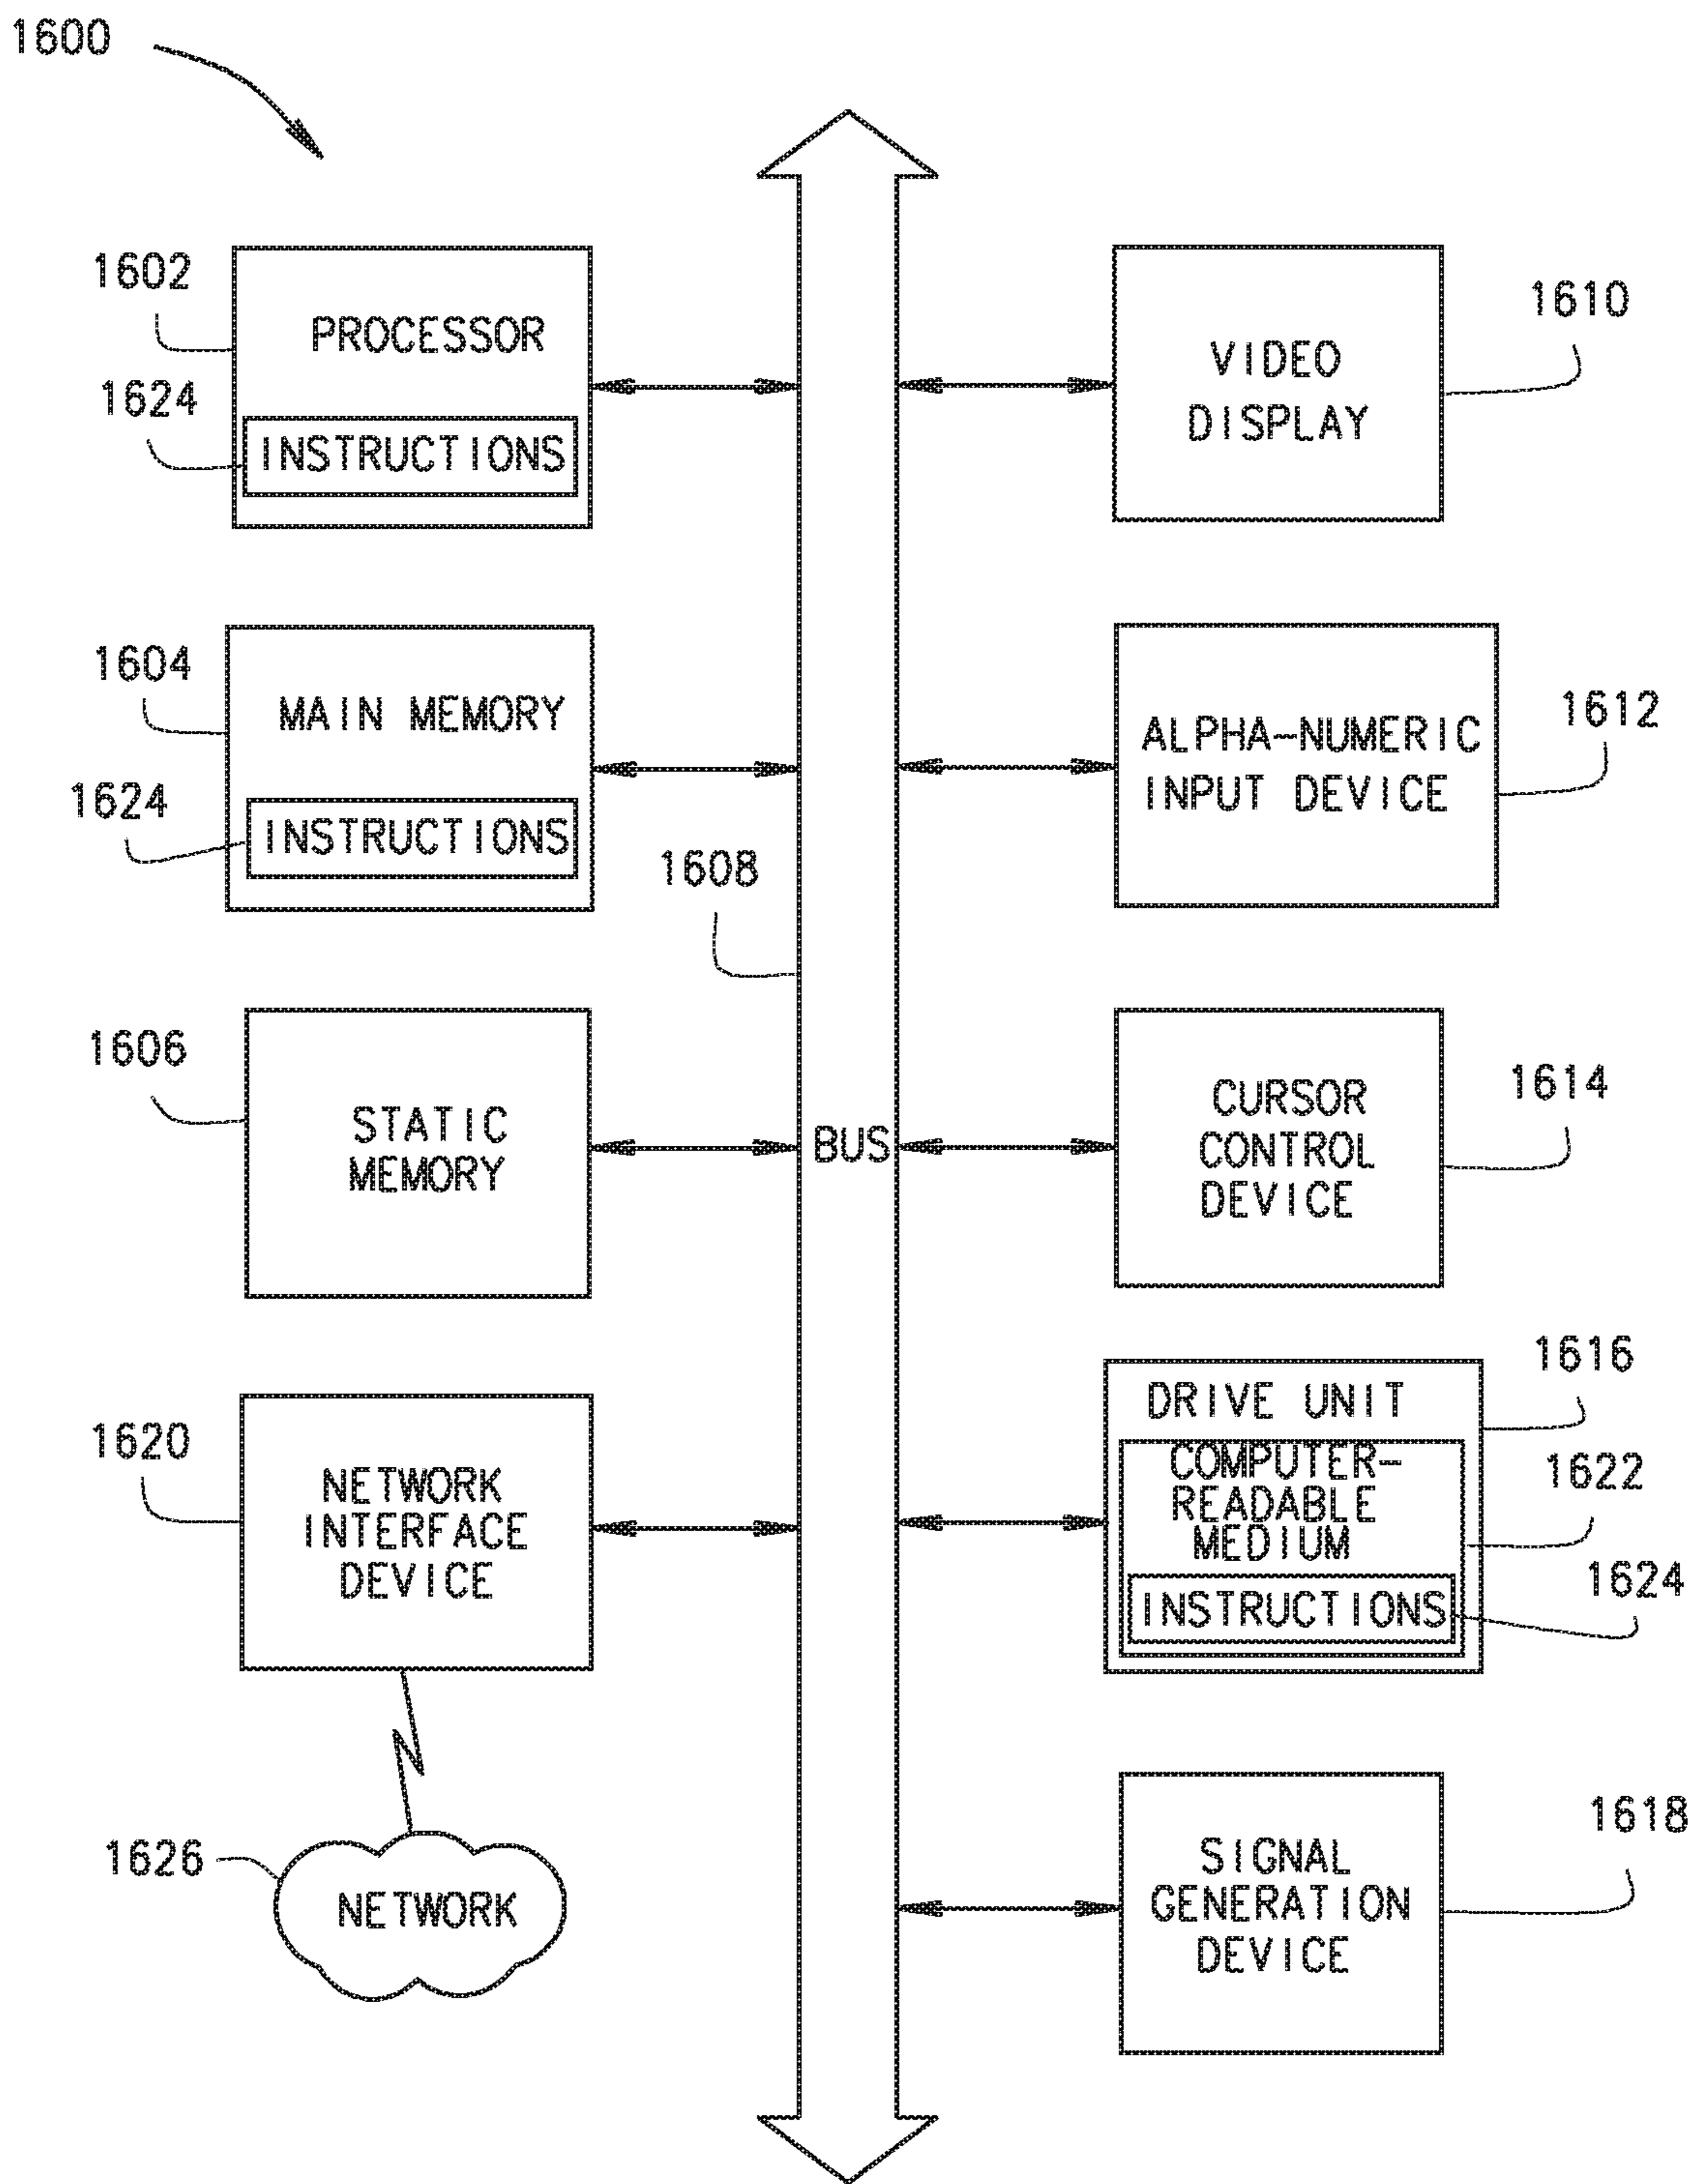 1600
1602
PROCESSOR
1624
INSTRUCTIONS
1604
MAIN MEMORY
1624
INSTRUCTIONS
1608
1606
STATIC
MEMORY
1620
NETWORK
INTERFACE
DEVICE
1626
NETWORK
BUS
1610
VIDEO
DISPLAY
1612
ALPHA-NUMERIC
INPUT DEVICE
1614
CURSOR
CONTROL
DEVICE
1616
DRIVE UNIT
1622
COMPUTER-
READABLE
MEDIUM
1624
INSTRUCTIONS
1618
SIGNAL
GENERATION
DEVICE